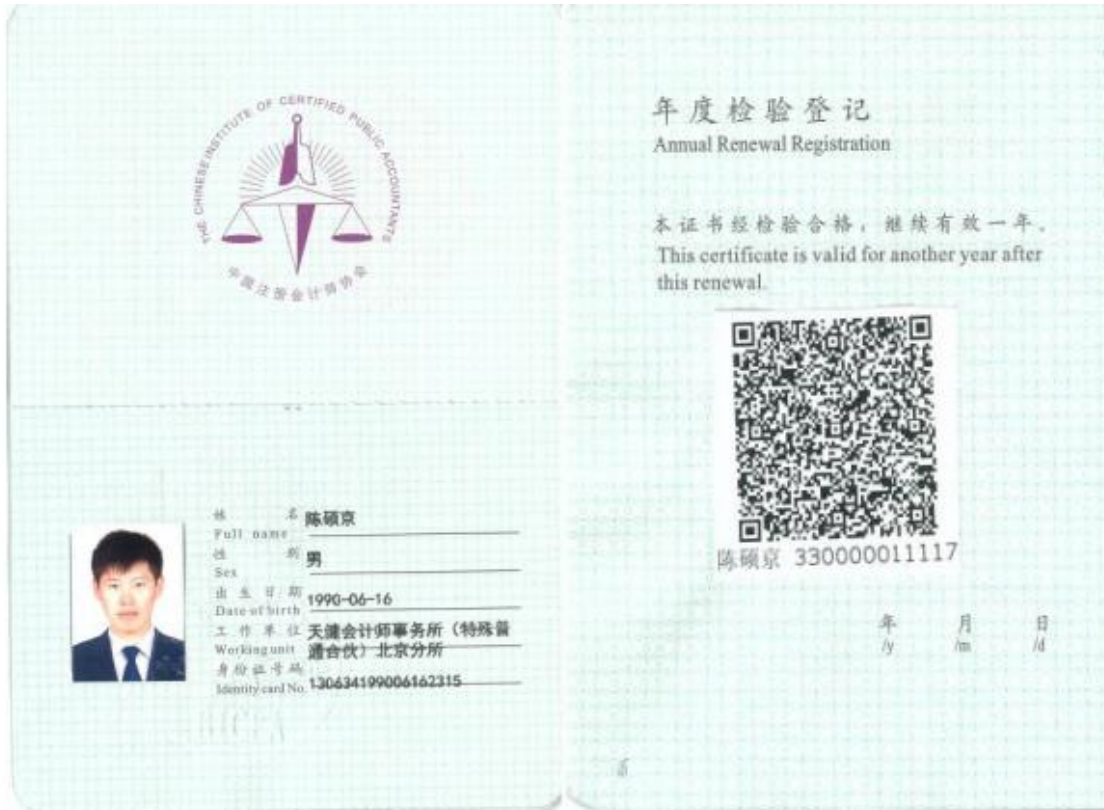 THE CHINESE INSTITUTE OF CERTIFIED PUBLIC ACCOUNTANTS
中国注册会计师协会
姓 名 陈硕京
Full name
性 别 男
Sex
出生日期 1990-06-16
Date of birth
工作单位 天健会计师事务所（特殊普
Working unit 通合伙）北京分所
身份证号码 130634199006162315
Identity card No.
年度检验登记
Annual Renewal Registration
本证书经检验合格，继续有效一年。
This certificate is valid for another year after
this renewal.
陈硕京 330000011117
年 月 日
/y /m /d